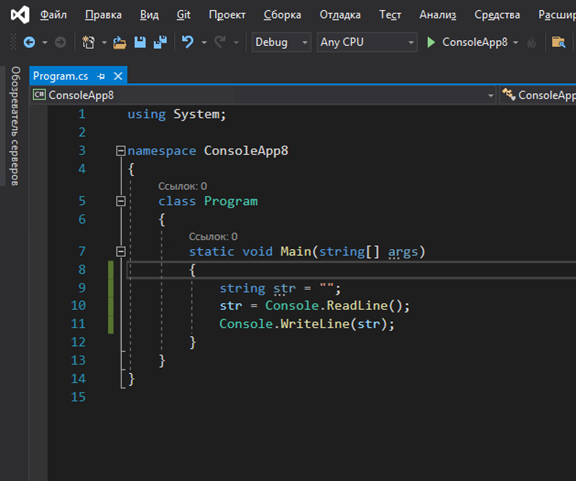 Файл Правка Вид Git Проект Сборка Отладка Тест Анализ Средства Расшир
Debug Any CPU ConsoleApp8
Обозреватель серверов
Program.cs
C# ConsoleApp8 ConsoleApp
1 using System;
2
3 namespace ConsoleApp8
4 {
Ссылок: 0
5 class Program
6 {
Ссылок: 0
7 static void Main(string[] args)
8 {
9 string str = "";
10 str = Console.ReadLine();
11 Console.WriteLine(str);
12 }
13 }
14 }
15